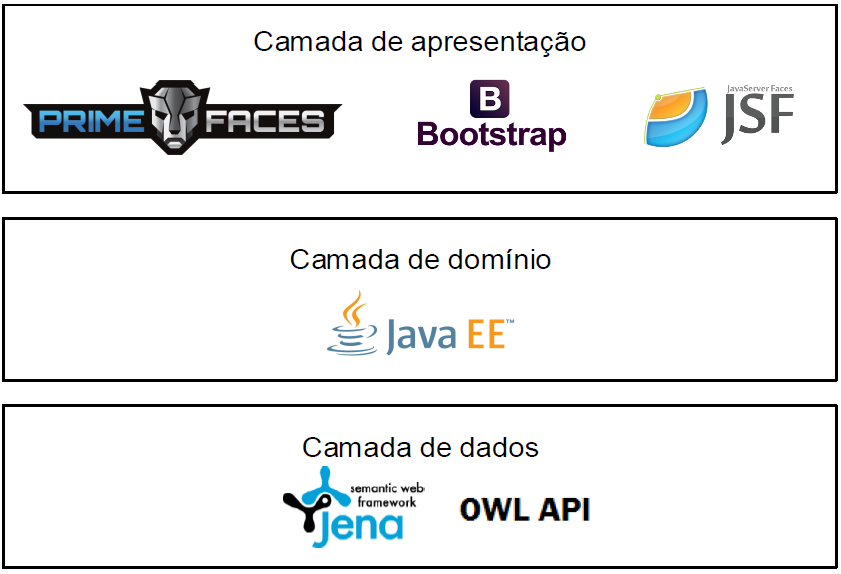 Camada de apresentação
PRIME FACES
B
Bootstrap
JavaServer Faces
JSF
Camada de domínio
Java EE™
Camada de dados
semantic web
framework
jena
OWL API